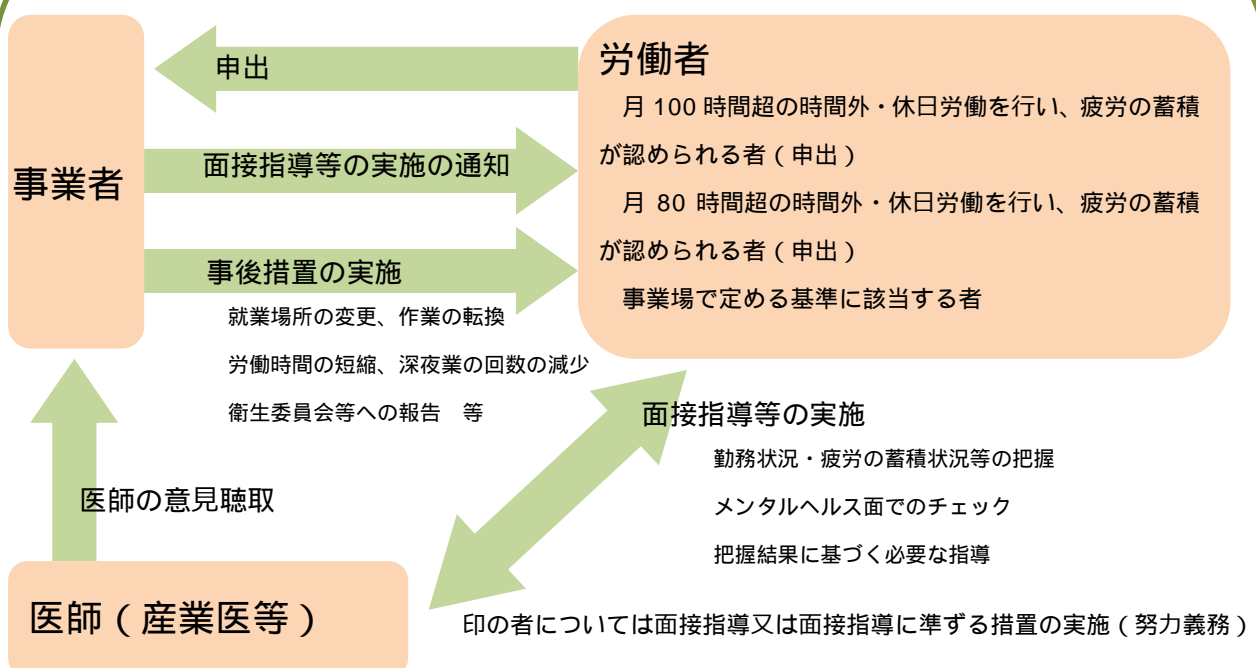 申出
労働者
月 100 時間超の時間外・休日労働を行い、疲労の蓄積
が認められる者（申出）
月 80 時間超の時間外・休日労働を行い、疲労の蓄積
が認められる者（申出）
事業場で定める基準に該当する者
事業者
面接指導等の実施の通知
事後措置の実施
就業場所の変更、作業の転換
労働時間の短縮、深夜業の回数の減少
衛生委員会等への報告　等
面接指導等の実施
勤務状況・疲労の蓄積状況等の把握
メンタルヘルス面でのチェック
把握結果に基づく必要な指導
医師の意見聴取
医師（産業医等）
印の者については面接指導又は面接指導に準ずる措置の実施（努力義務）